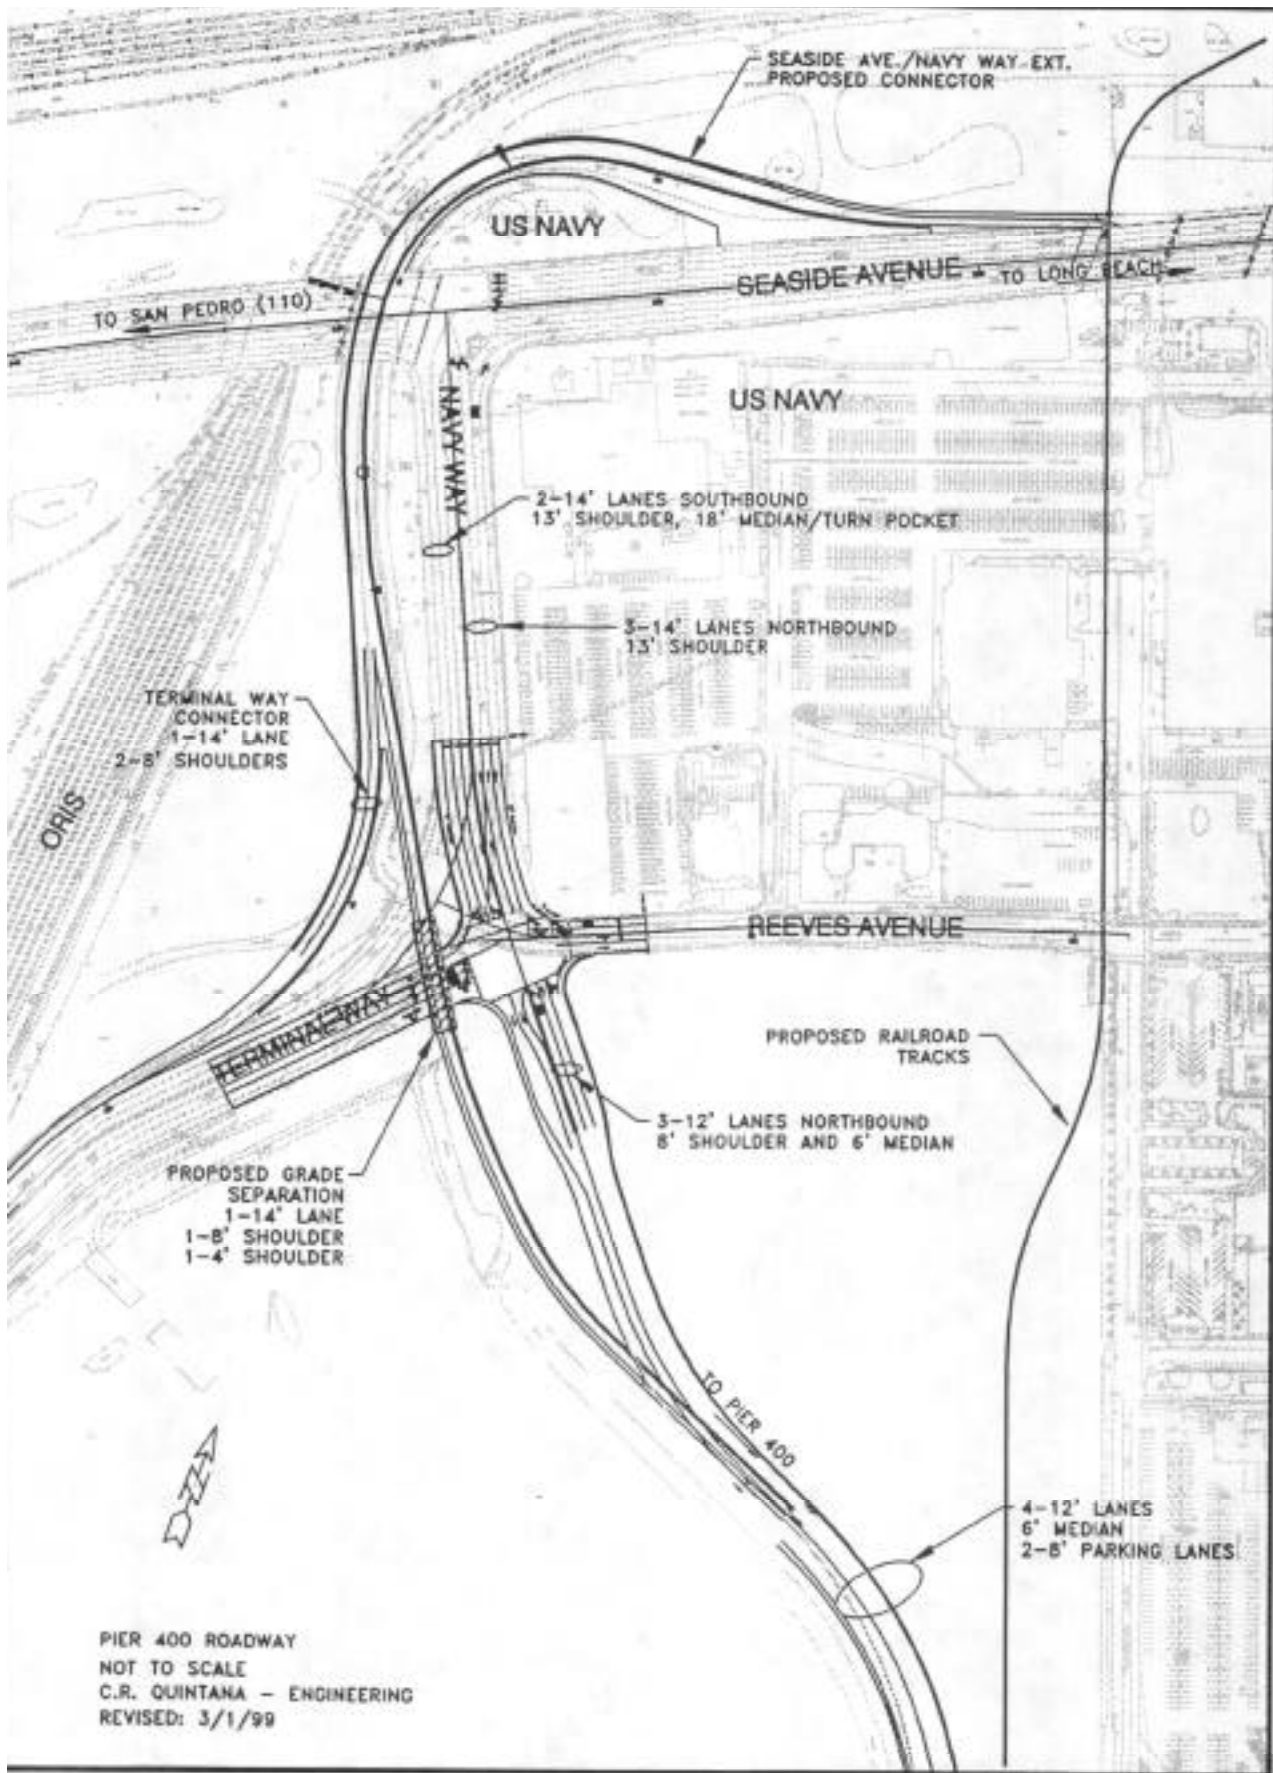 SEASIDE AVE./NAVY WAY EXT.
PROPOSED CONNECTOR
US NAVY
SEASIDE AVENUE
TO LONG BEACH
TO SAN PEDRO (110)
NAVY WAY
US NAVY
2-14' LANES SOUTHBOUND
13' SHOULDER, 18' MEDIAN/TURN POCKET
3-14' LANES NORTHBOUND
13' SHOULDER
TERMINAL WAY
CONNECTOR
1-14' LANE
2-8' SHOULDERS
ORIS
REEVES AVENUE
TERMINAL WAY
PROPOSED RAILROAD
TRACKS
3-12' LANES NORTHBOUND
8' SHOULDER AND 6' MEDIAN
PROPOSED GRADE
SEPARATION
1-14' LANE
1-8' SHOULDER
1-4' SHOULDER
TO PIER 400
4-12' LANES
6' MEDIAN
2-8' PARKING LANES
PIER 400 ROADWAY
NOT TO SCALE
C.R. QUINTANA - ENGINEERING
REVISED: 3/1/99